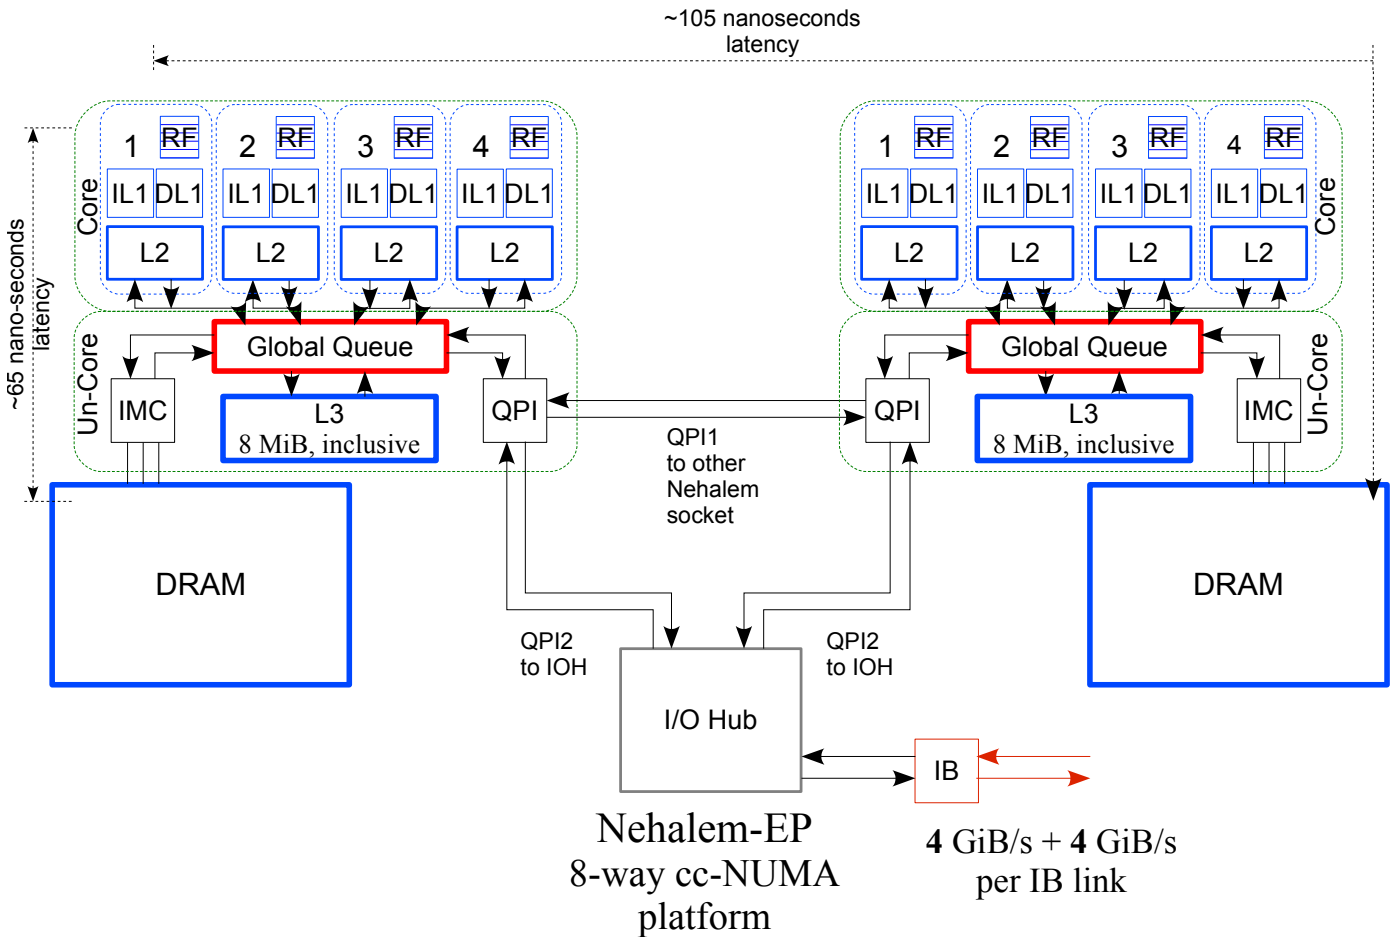 ~105 nanoseconds
latency
~65 nano-seconds
latency
Core
1 RF
2 RF
3 RF
4 RF
IL1 DL1
IL1 DL1
IL1 DL1
IL1 DL1
L2
L2
L2
L2
Un-Core
Global Queue
IMC
L3
8 MiB, inclusive
QPI
DRAM
1 RF
2 RF
3 RF
4 RF
IL1 DL1
IL1 DL1
IL1 DL1
IL1 DL1
L2
L2
L2
L2
Core
Global Queue
QPI
L3
8 MiB, inclusive
IMC
Un-Core
DRAM
QPI1
to other
Nehalem
socket
QPI2
to IOH
QPI2
to IOH
I/O Hub
IB
Nehalem-EP
8-way cc-NUMA
platform
4 GiB/s + 4 GiB/s
per IB link